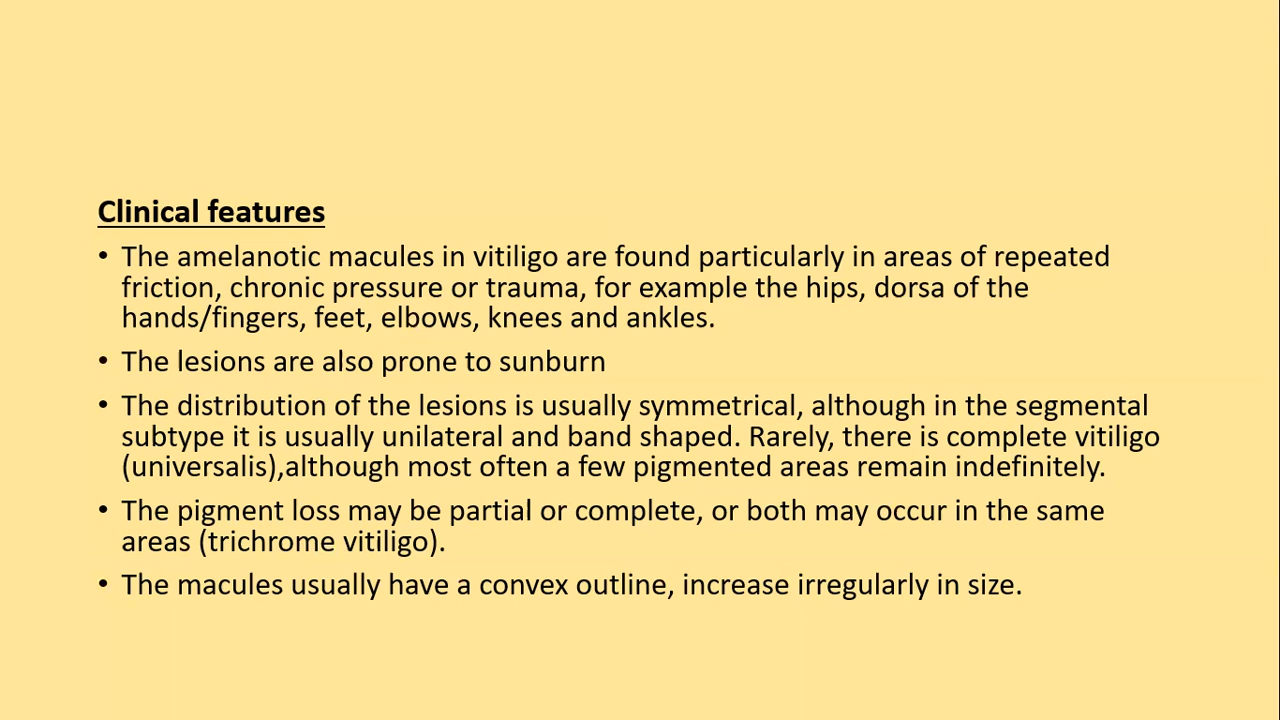 Clinical features
• The amelanotic macules in vitiligo are found particularly in areas of repeated
friction, chronic pressure or trauma, for example the hips, dorsa of the
hands/fingers, feet, elbows, knees and ankles.
• The lesions are also prone to sunburn
• The distribution of the lesions is usually symmetrical, although in the segmental
subtype it is usually unilateral and band shaped. Rarely, there is complete vitiligo
(universalis),although most often a few pigmented areas remain indefinitely.
• The pigment loss may be partial or complete, or both may occur in the same
areas (trichrome vitiligo).
• The macules usually have a convex outline, increase irregularly in size.